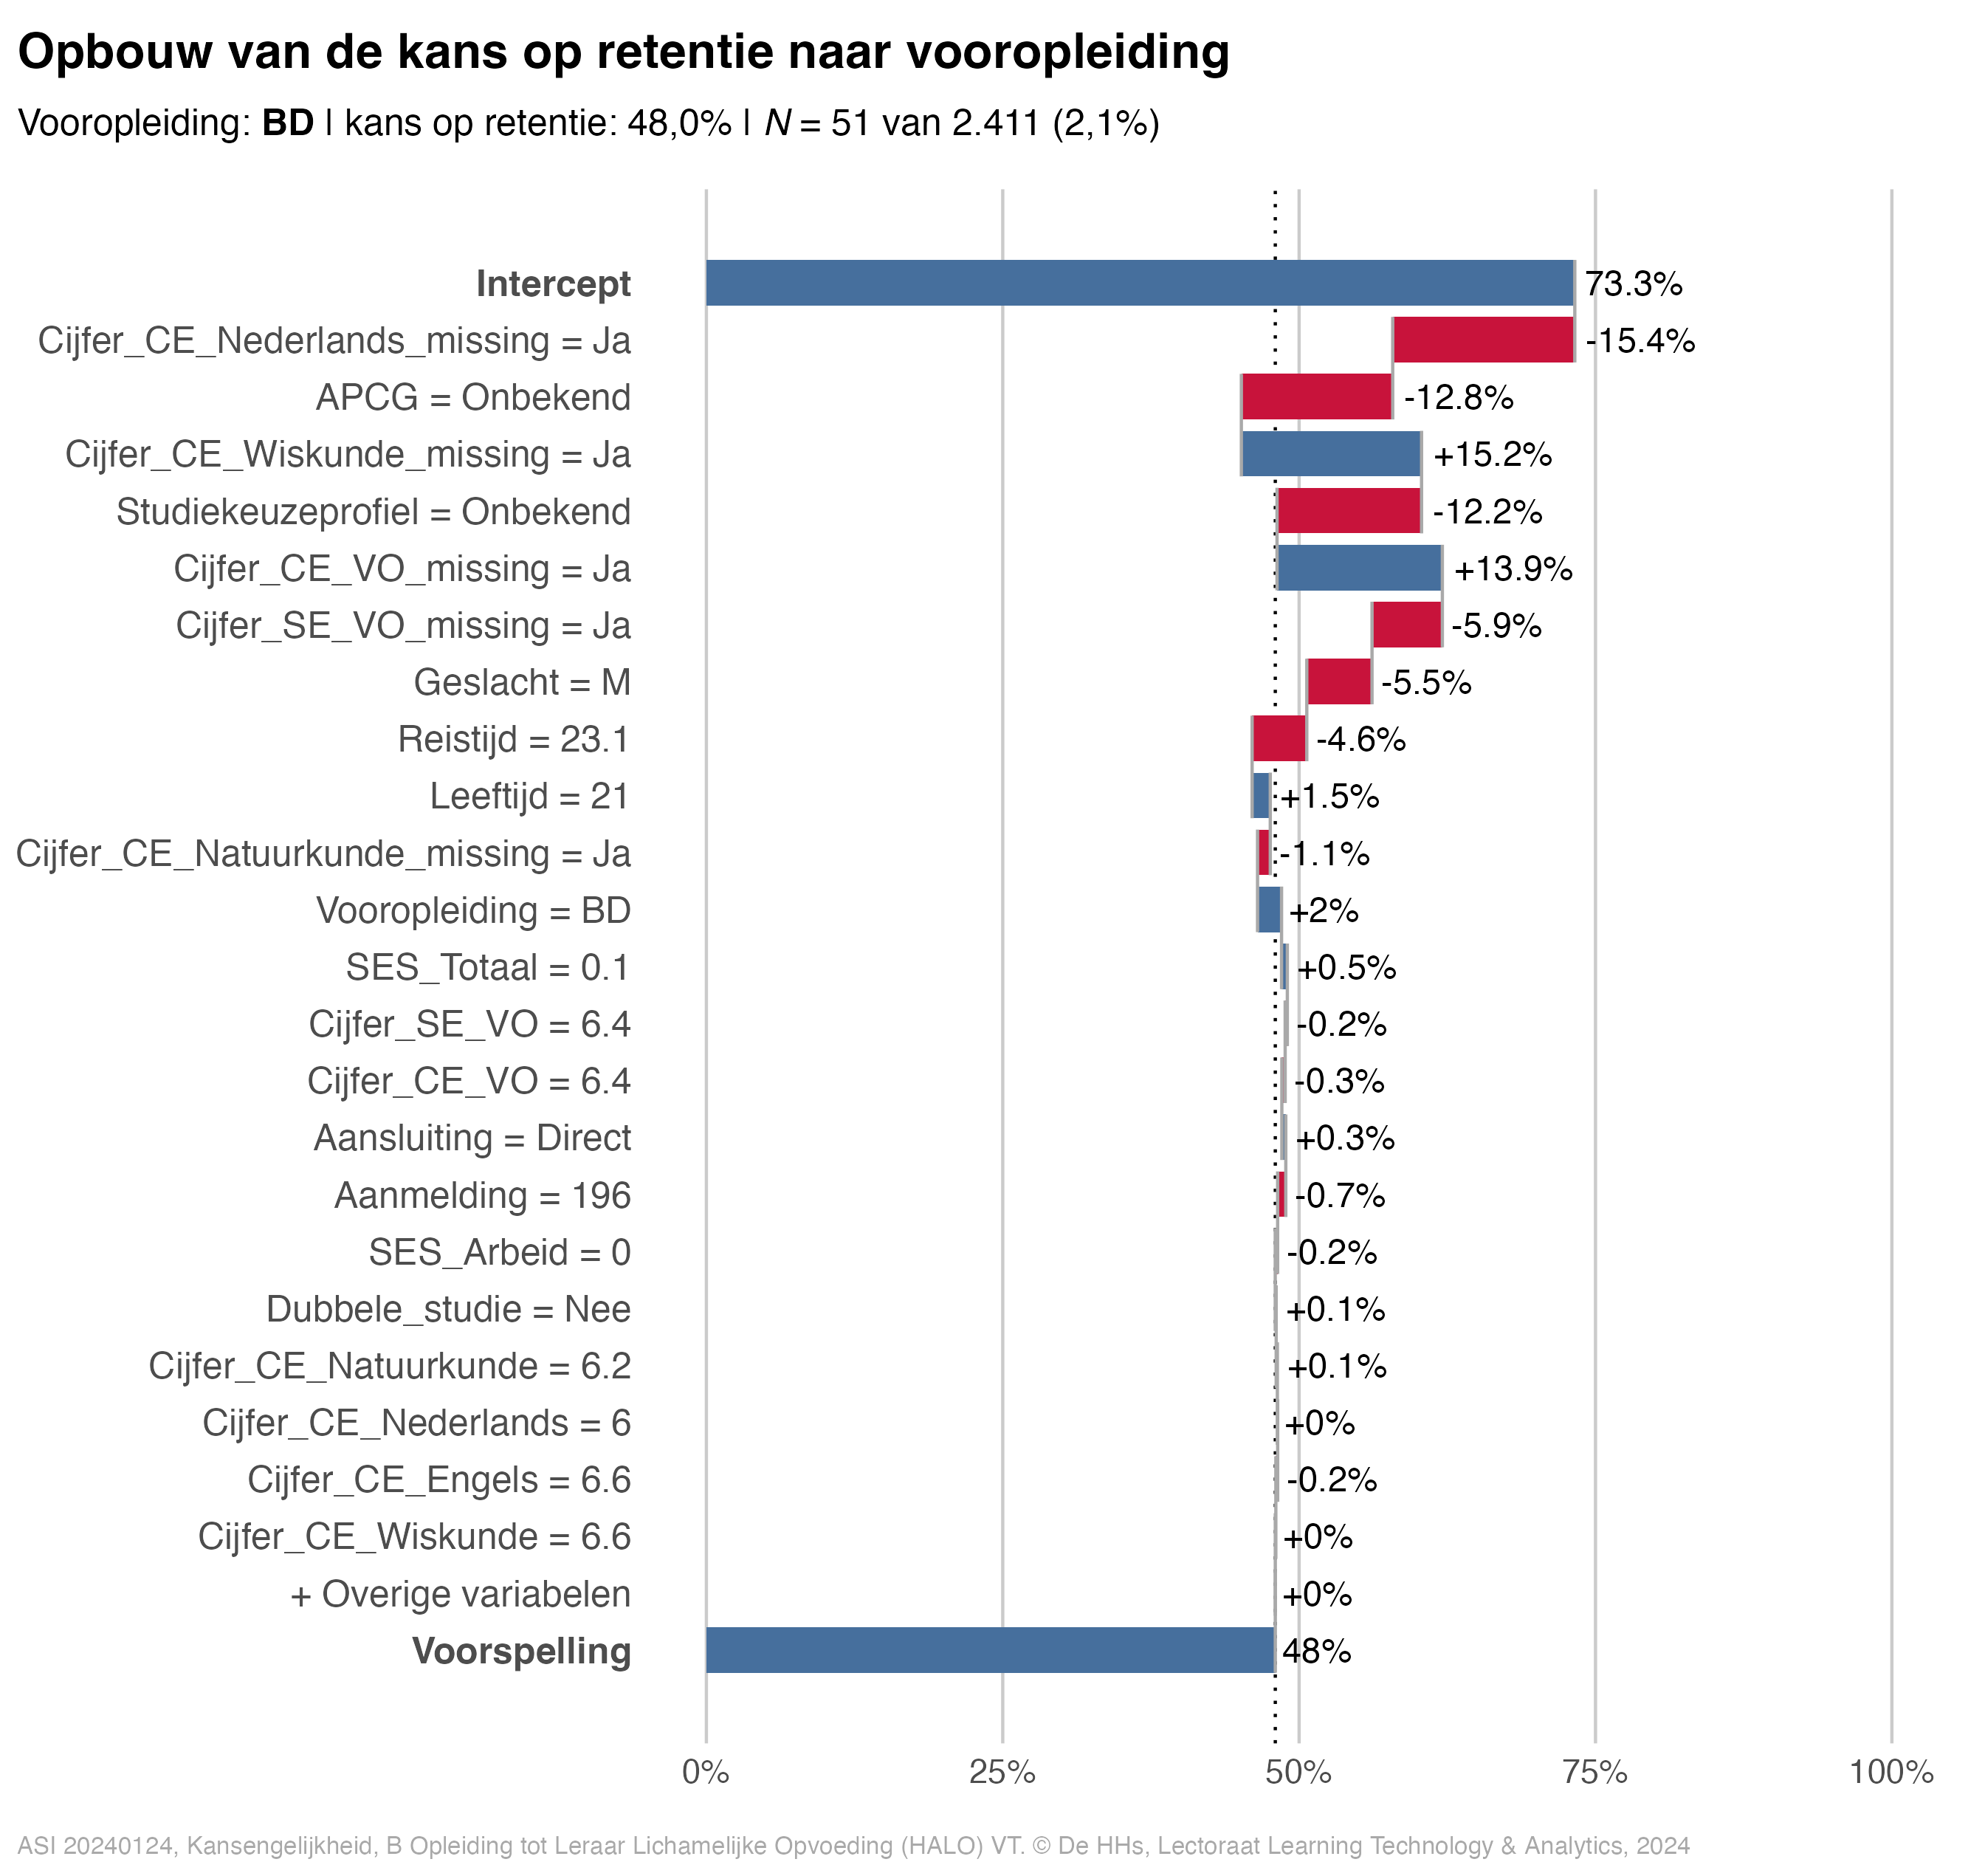 Opbouw van de kans op retentie naar vooropleiding
Vooropleiding: BD | kans op retentie: 48,0% | N = 51 van 2.411 (2,1%)
Intercept 73.3%
Cijfer_CE_Nederlands_missing = Ja -15.4%
APCG = Onbekend -12.8%
Cijfer_CE_Wiskunde_missing = Ja +15.2%
Studiekeuzeprofiel = Onbekend -12.2%
Cijfer_CE_VO_missing = Ja +13.9%
Cijfer_SE_VO_missing = Ja -5.9%
Geslacht = M -5.5%
Reistijd = 23.1 -4.6%
Leeftijd = 21 +1.5%
Cijfer_CE_Natuurkunde_missing = Ja -1.1%
Vooropleiding = BD +2%
SES_Totaal = 0.1 +0.5%
Cijfer_SE_VO = 6.4 -0.2%
Cijfer_CE_VO = 6.4 -0.3%
Aansluiting = Direct +0.3%
Aanmelding = 196 -0.7%
SES_Arbeid = 0 -0.2%
Dubbele_studie = Nee +0.1%
Cijfer_CE_Natuurkunde = 6.2 +0.1%
Cijfer_CE_Nederlands = 6 +0%
Cijfer_CE_Engels = 6.6 -0.2%
Cijfer_CE_Wiskunde = 6.6 +0%
+ Overige variabelen +0%
Voorspelling 48%
0% 25% 50% 75% 100%
ASI 20240124, Kansengelijkheid, B Opleiding tot Leraar Lichamelijke Opvoeding (HALO) VT. © De HHs, Lectoraat Learning Technology & Analytics, 2024